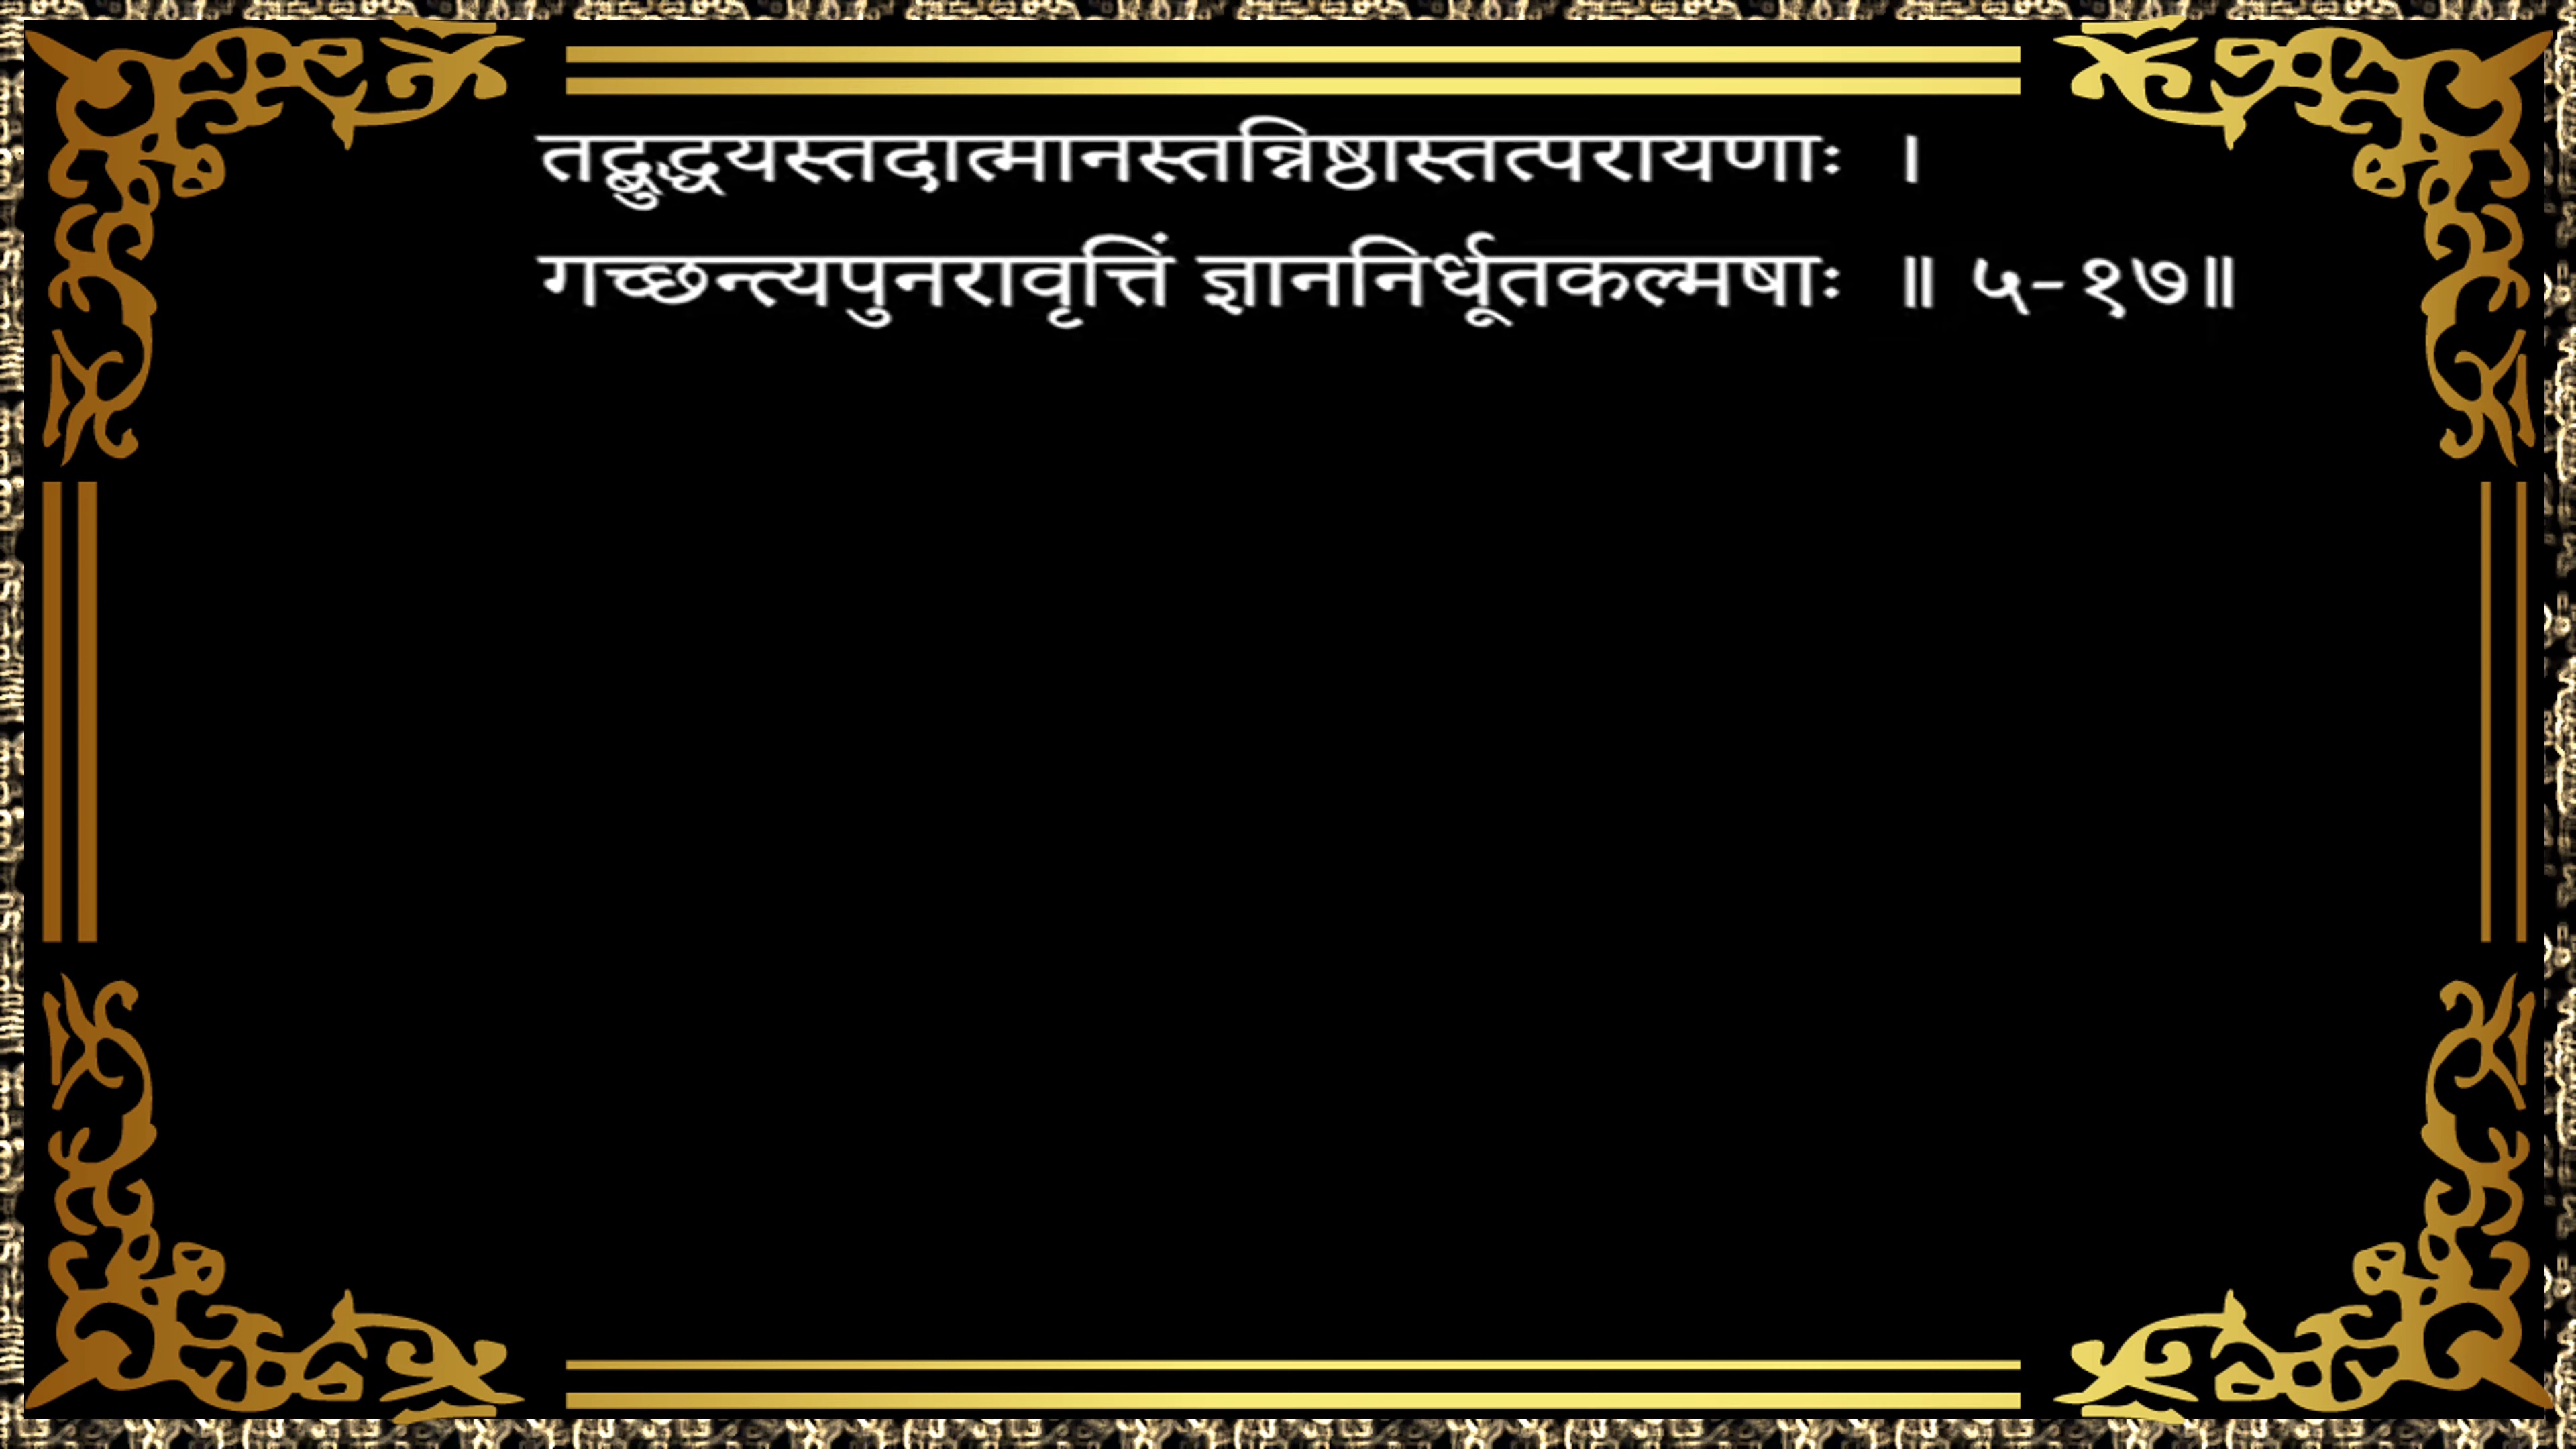 तद्बुद्धयस्तदात्मानस्तन्निष्ठास्तत्परायणाः ।
गच्छन्त्यपुनरावृत्तिं ज्ञाननिर्धूतकल्मषाः ॥ ५-१७॥